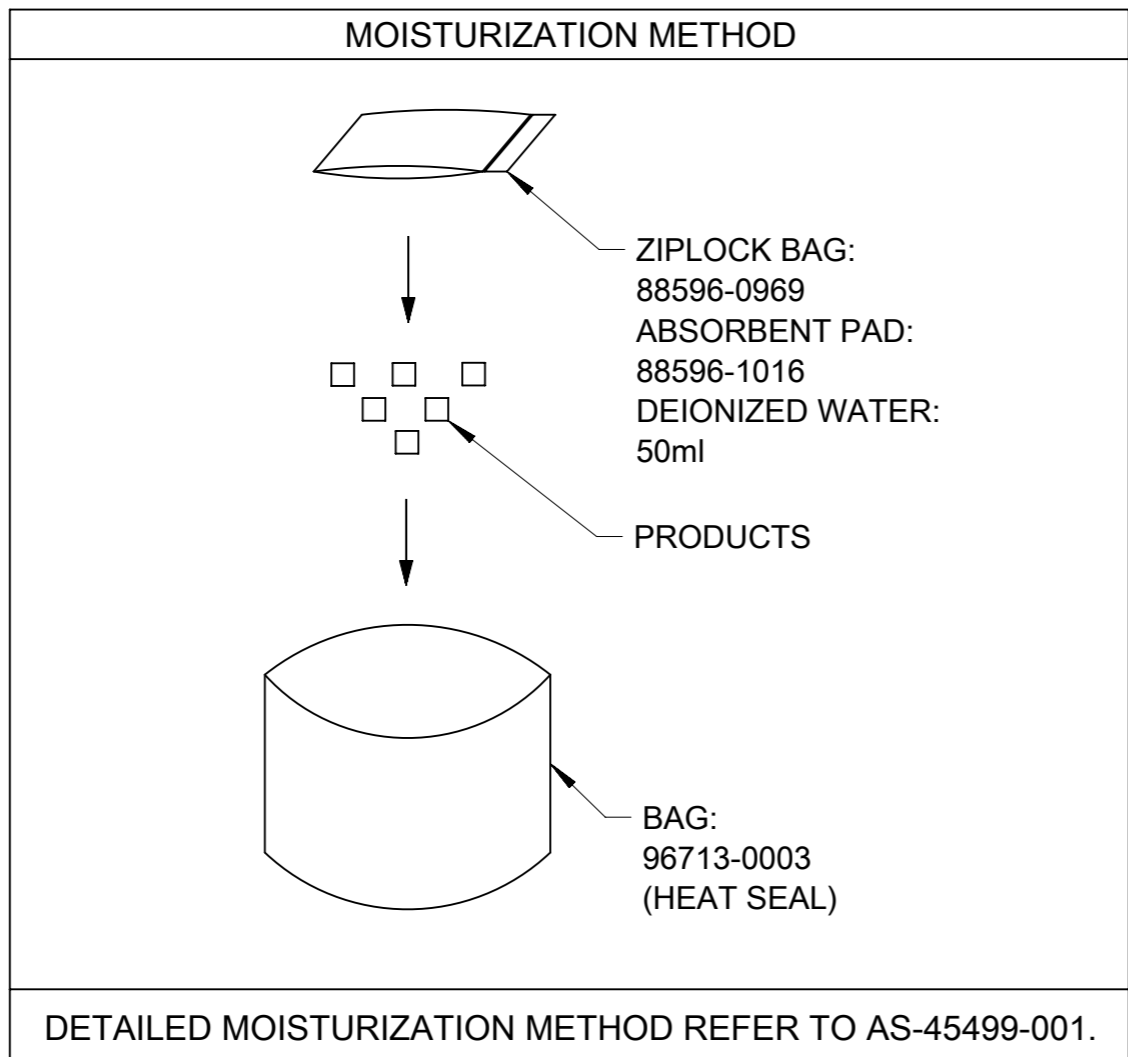 MOISTURIZATION METHOD
ZIPLOCK BAG:
88596-0969
ABSORBENT PAD:
88596-1016
DEIONIZED WATER:
50ml
PRODUCTS
BAG:
96713-0003
(HEAT SEAL)
DETAILED MOISTURIZATION METHOD REFER TO AS-45499-001.